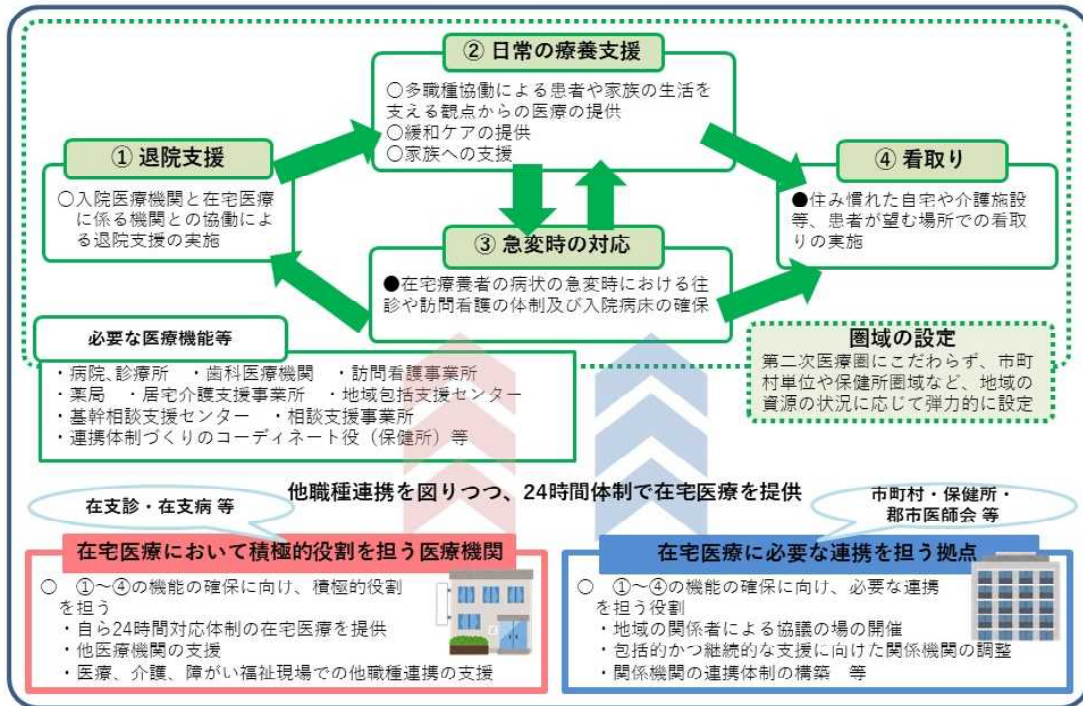 ② 日常の療養支援
○多職種協働による患者や家族の生活を
支える観点からの医療の提供
○緩和ケアの提供
○家族への支援
① 退院支援
○入院医療機関と在宅医療
に係る機関との協働によ
る退院支援の実施
④ 看取り
●住み慣れた自宅や介護施設
等、患者が望む場所での看取
りの実施
③ 急変時の対応
●在宅療養者の病状の急変時における往
診や訪問看護の体制及び入院病床の確保
必要な医療機能等
・病院、診療所 ・歯科医療機関 ・訪問看護事業所
・薬局 ・居宅介護支援事業所 ・地域包括支援センター
・基幹相談支援センター ・相談支援事業所
・連携体制づくりのコーディネート役（保健所）等
圏域の設定
第二次医療圏にこだわらず、市町
村単位や保健所圏域など、地域の
資源の状況に応じて弾力的に設定
他職種連携を図りつつ、24時間体制で在宅医療を提供
在支診・在支病 等
市町村・保健所・
郡市医師会 等
在宅医療において積極的役割を担う医療機関
○ ①～④の機能の確保に向け、積極的役割
を担う
・自ら24時間対応体制の在宅医療を提供
・他医療機関の支援
・医療、介護、障がい福祉現場での他職種連携の支援
在宅医療に必要な連携を担う拠点
○ ①～④の機能の確保に向け、必要な連携
を担う役割
・地域の関係者による協議の場の開催
・包括的かつ継続的な支援に向けた関係機関の調整
・関係機関の連携体制の構築 等